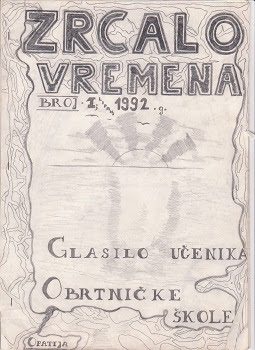 ZRCALO
VREMENA
BROJ 1, 1992.g.
GLASILO UČENIKA
OBRTNIČKE
ŠKOLE
OPATIJA